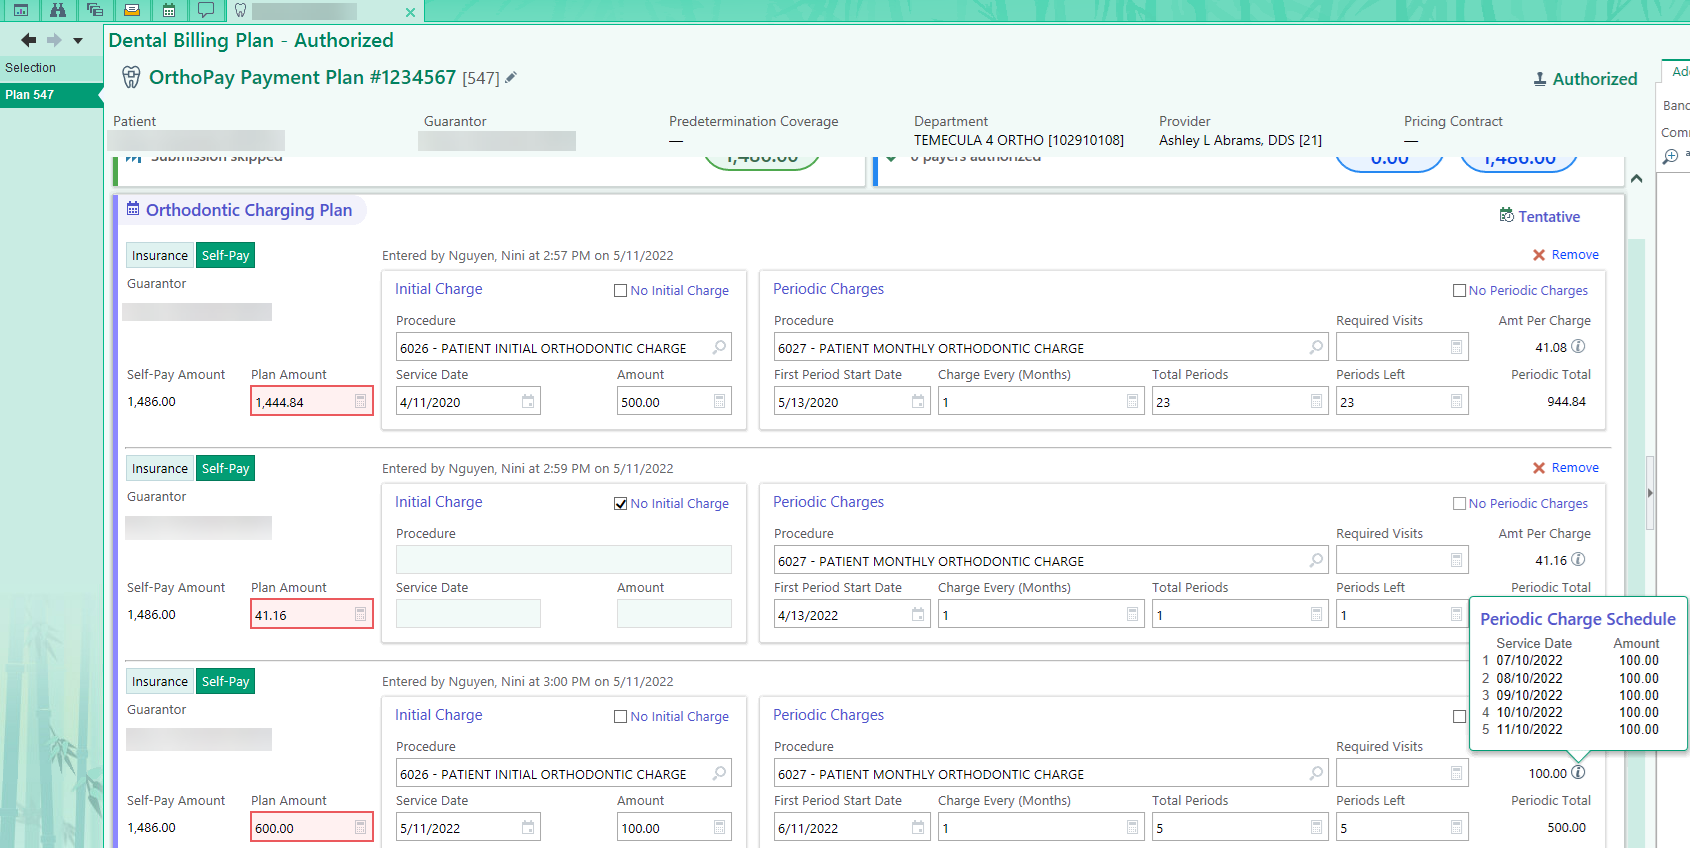 Dental Billing Plan - Authorized
Selection
Plan 547
OrthoPay Payment Plan #1234567 [547]
Authorized
Patient
Guarantor
Predetermination Coverage
—
Department
TEMECULA 4 ORTHO [102910108]
Provider
Ashley L Abrams, DDS [21]
Pricing Contract
—
Submission skipped
1,486.00
0 payers authorized
0.00
1,486.00
Orthodontic Charging Plan
Tentative
Insurance Self-Pay
Entered by Nguyen, Nini at 2:57 PM on 5/11/2022
Remove
Guarantor
Initial Charge
No Initial Charge
Periodic Charges
No Periodic Charges
Procedure
6026 - PATIENT INITIAL ORTHODONTIC CHARGE
Procedure
6027 - PATIENT MONTHLY ORTHODONTIC CHARGE
Required Visits
Amt Per Charge
41.08
Self-Pay Amount
1,486.00
Plan Amount
1,444.84
Service Date
4/11/2020
Amount
500.00
First Period Start Date
5/13/2020
Charge Every (Months)
1
Total Periods
23
Periods Left
23
Periodic Total
944.84
Insurance Self-Pay
Entered by Nguyen, Nini at 2:59 PM on 5/11/2022
Remove
Guarantor
Initial Charge
No Initial Charge
Periodic Charges
No Periodic Charges
Procedure
Procedure
6027 - PATIENT MONTHLY ORTHODONTIC CHARGE
Required Visits
Amt Per Charge
41.16
Self-Pay Amount
1,486.00
Plan Amount
41.16
Service Date
Amount
First Period Start Date
4/13/2022
Charge Every (Months)
1
Total Periods
1
Periods Left
1
Periodic Total
Periodic Charge Schedule
Service Date Amount
1 07/10/2022 100.00
2 08/10/2022 100.00
3 09/10/2022 100.00
4 10/10/2022 100.00
5 11/10/2022 100.00
Insurance Self-Pay
Entered by Nguyen, Nini at 3:00 PM on 5/11/2022
Guarantor
Initial Charge
No Initial Charge
Periodic Charges
Procedure
6026 - PATIENT INITIAL ORTHODONTIC CHARGE
Procedure
6027 - PATIENT MONTHLY ORTHODONTIC CHARGE
Required Visits
100.00
Self-Pay Amount
1,486.00
Plan Amount
600.00
Service Date
5/11/2022
Amount
100.00
First Period Start Date
6/11/2022
Charge Every (Months)
1
Total Periods
5
Periods Left
5
Periodic Total
500.00